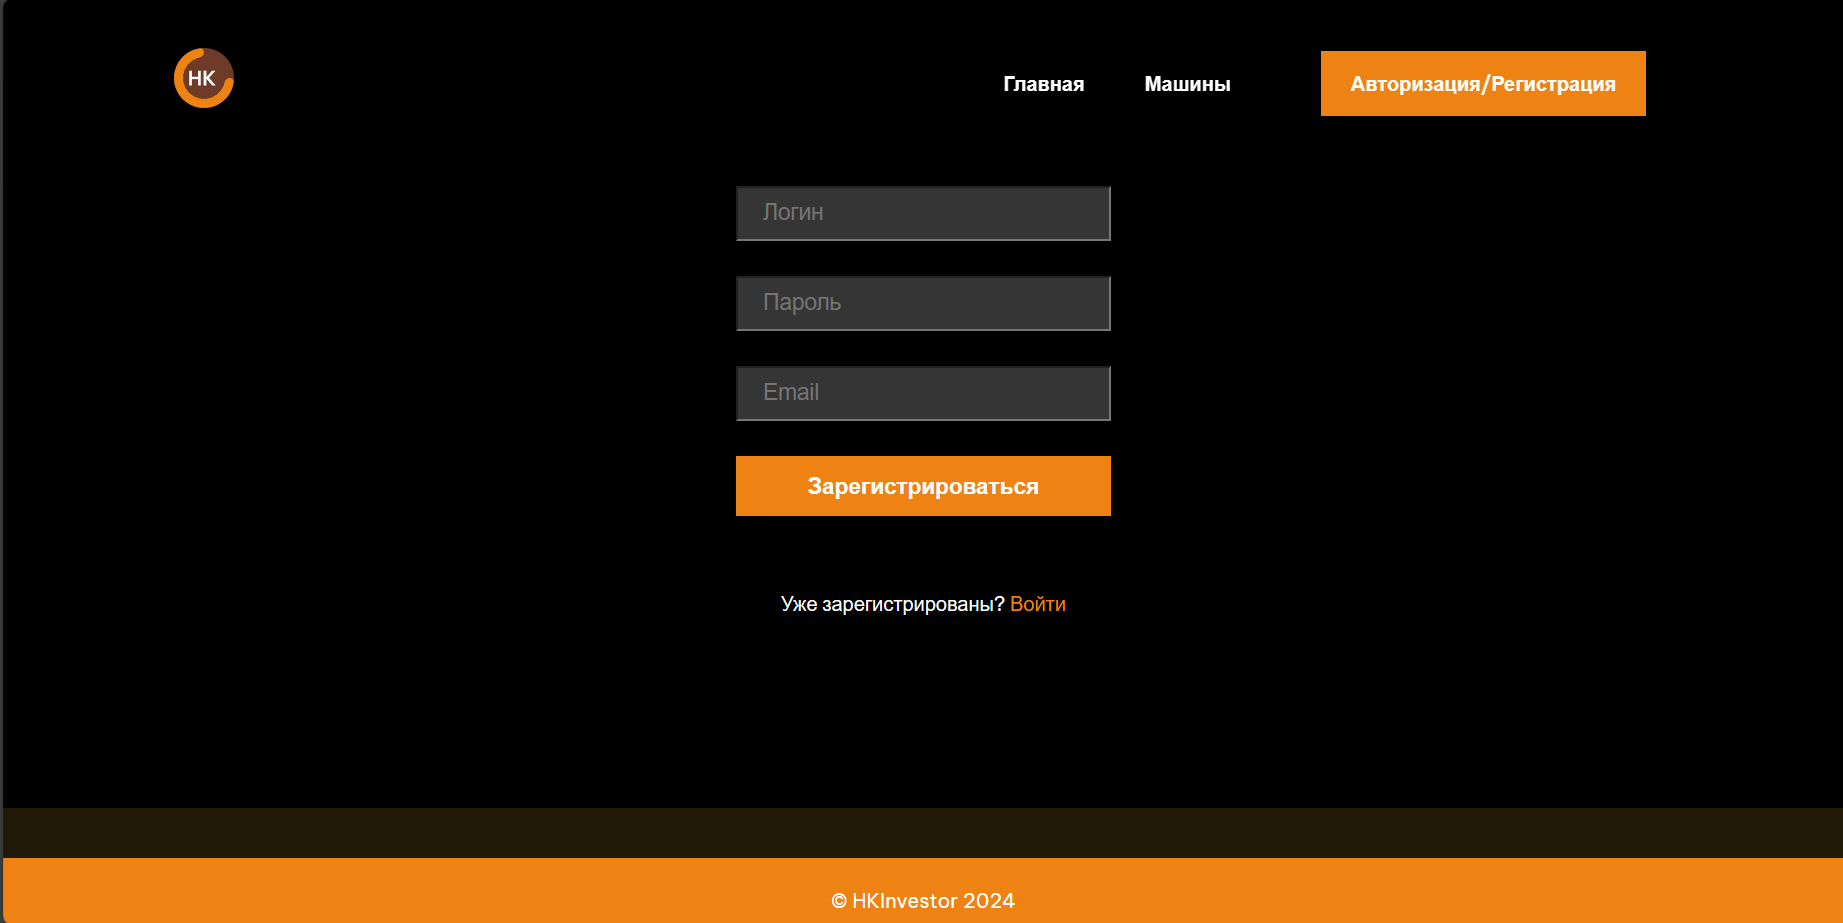 HK
Главная
Машины
Авторизация/Регистрация
Логин
Пароль
Email
Зарегистрироваться
Уже зарегистрированы? Войти
© HKInvestor 2024